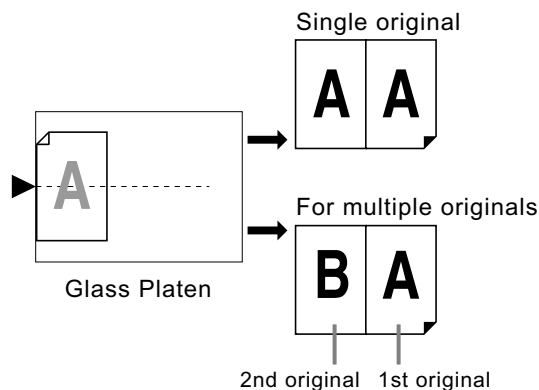 Single original
A A
A
Glass Platen
For multiple originals
B A
2nd original 1st original